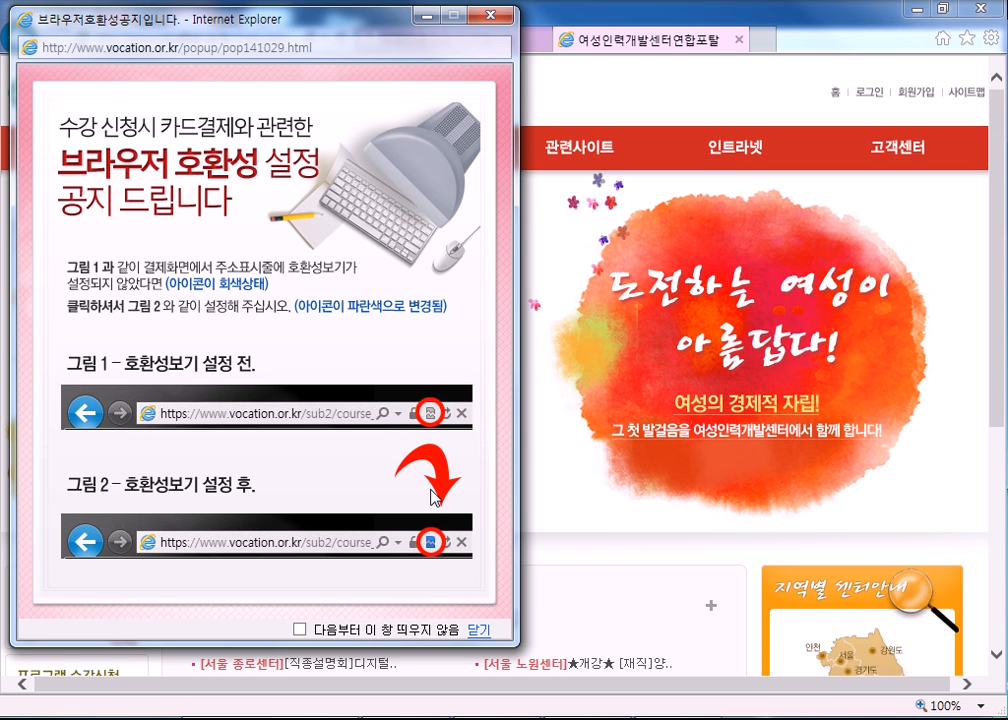 브라우저호환성공지입니다. - Internet Explorer
http://www.vocation.or.kr/popup/pop141029.html
수강 신청시 카드결제와 관련한
브라우저 호환성 설정
공지 드립니다
그림 1 과 같이 결제화면에서 주소표시줄에 호환성보기가
설정되지 않았다면 (아이콘이 회색상태)
클릭하셔서 그림 2 와 같이 설정해 주십시오. (아이콘이 파란색으로 변경됨)
그림 1 – 호환성보기 설정 전.
https://www.vocation.or.kr/sub2/course_
그림 2 – 호환성보기 설정 후.
https://www.vocation.or.kr/sub2/course_
다음부터 이 창 띄우지 않음 닫기
여성인력개발센터연합포탈
홈 | 로그인 | 회원가입 | 사이트맵
관련사이트 인트라넷 고객센터
도전하는 여성이
아름답다!
여성의 경제적 자립!
그 첫 발걸음을 여성인력개발센터에서 함께 합니다!
지역별 센터안내
인천 서울 강원도
경기도
[서울 종로센터][직종설명회]디지털..
[서울 노원센터]★개강★ [재직]양..
프로그램 수강신청
100%